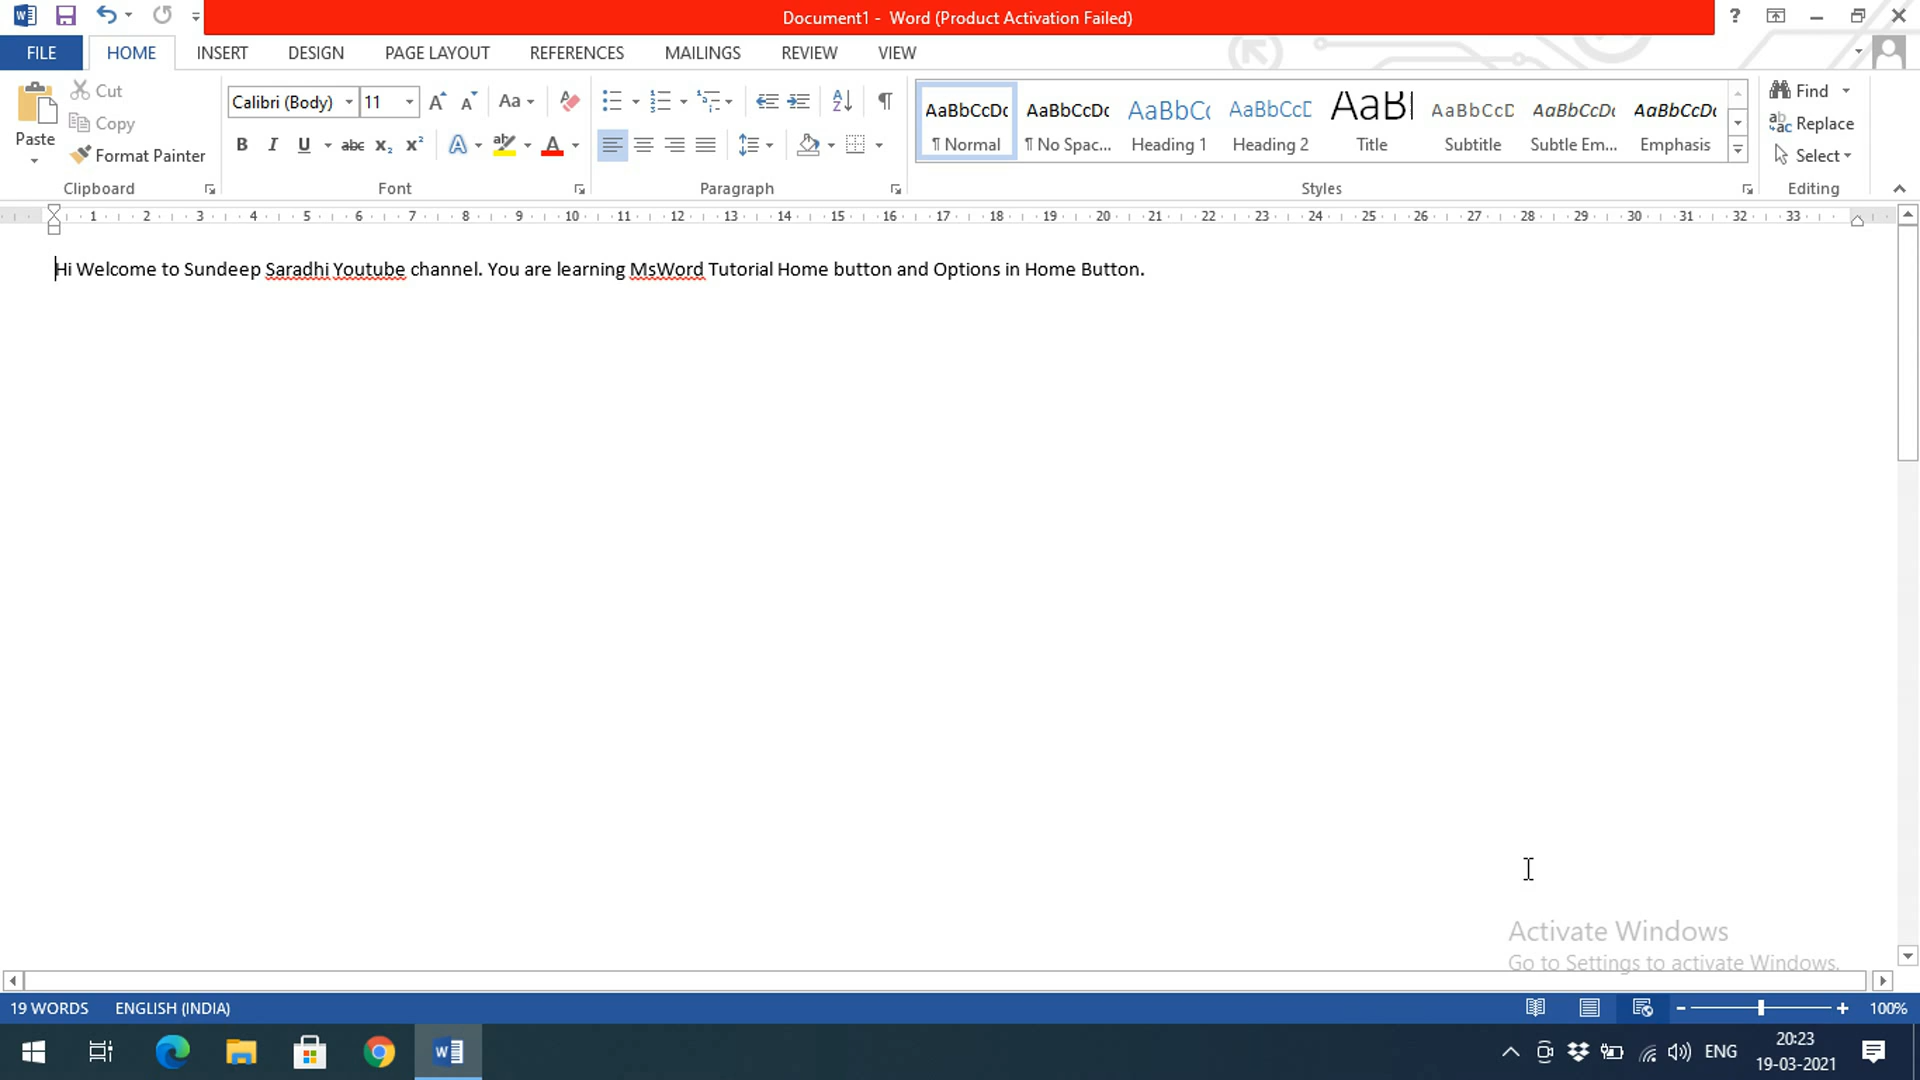 Document1 - Word (Product Activation Failed)
FILE HOME INSERT DESIGN PAGE LAYOUT REFERENCES MAILINGS REVIEW VIEW
Paste
Cut
Copy
Format Painter
Clipboard
Calibri (Body) 11
Aa
B I U abc x₂ x²
Font
Paragraph
AaBbCcDc AaBbCcDc AaBbC AaBbCcD AaBl AaBbCcD AaBbCcDc AaBbCcDc
¶ Normal ¶ No Spac... Heading 1 Heading 2 Title Subtitle Subtle Em... Emphasis
Styles
Find
Replace
Select
Editing
1 2 3 4 5 6 7 8 9 10 11 12 13 14 15 16 17 18 19 20 21 22 23 24 25 26 27 28 29 30 31 32 33
Hi Welcome to Sundeep Saradhi Youtube channel. You are learning MsWord Tutorial Home button and Options in Home Button.
Activate Windows
Go to Settings to activate Windows.
19 WORDS ENGLISH (INDIA) 100%
ENG
20:23
19-03-2021